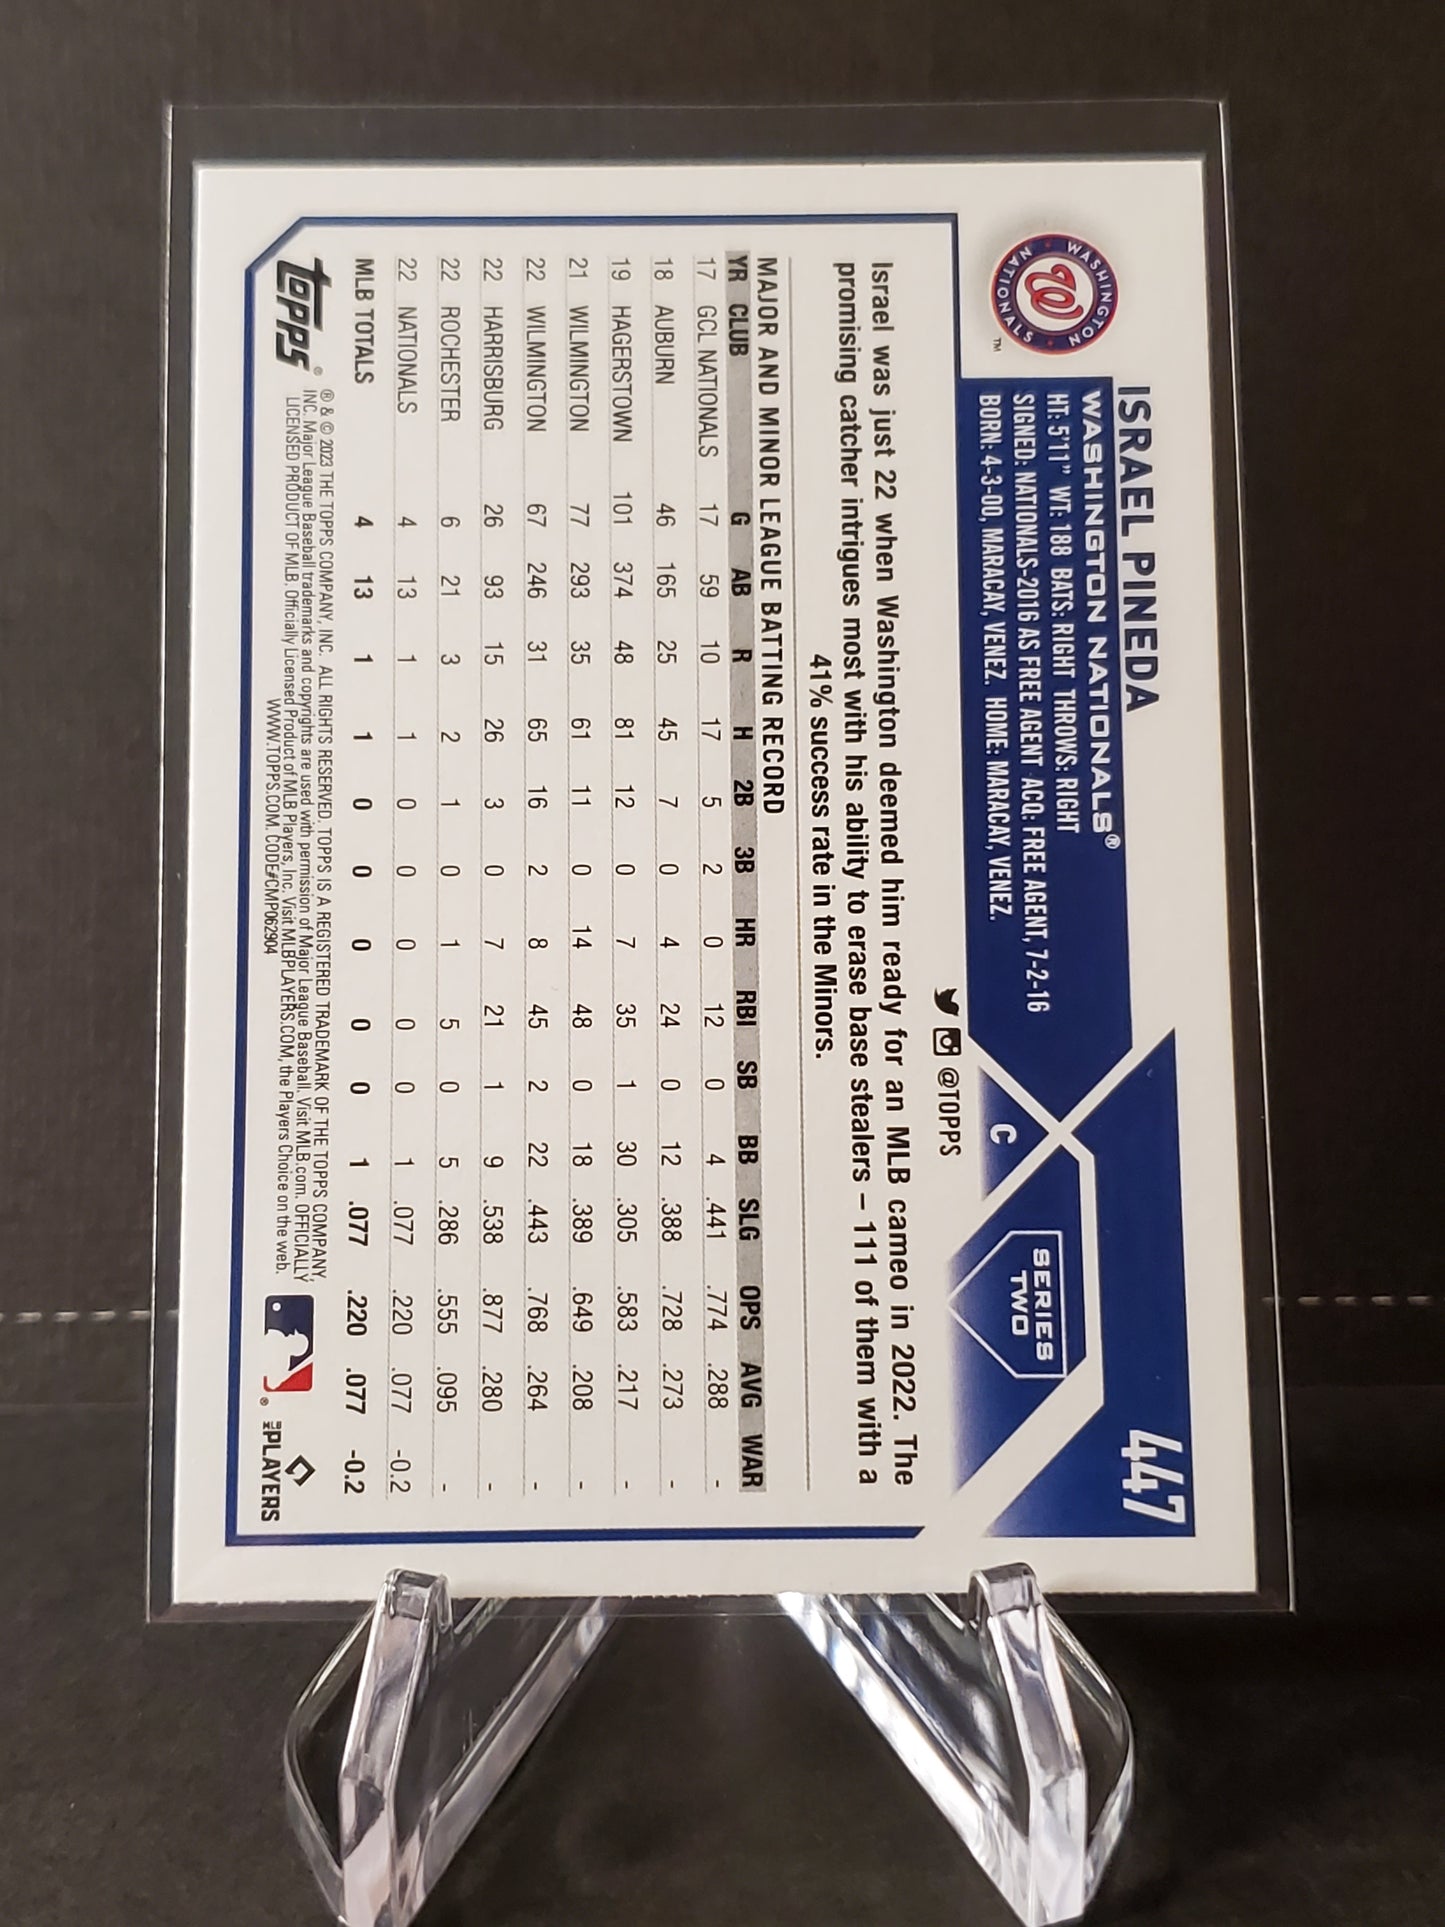 447
ISRAEL PINEDA
WASHINGTON NATIONALS®
HT: 5'11" WT: 188 BATS: RIGHT THROWS: RIGHT
SIGNED: NATIONALS-2016 AS FREE AGENT ACQ: FREE AGENT, 7-2-16
BORN: 4-3-00, MARACAY, VENEZ. HOME: MARACAY, VENEZ.
WASHINGTON NATIONALS W ™
C
SERIES
TWO
@TOPPS
Israel was just 22 when Washington deemed him ready for an MLB cameo in 2022. The
promising catcher intrigues most with his ability to erase base stealers – 111 of them with a
41% success rate in the Minors.
MAJOR AND MINOR LEAGUE BATTING RECORD
YR CLUB G AB R H 2B 3B HR RBI SB BB SLG OPS AVG WAR
17 GCL NATIONALS 17 59 10 17 5 2 0 12 0 4 .441 .774 .288 -
18 AUBURN 46 165 25 45 7 0 4 24 0 12 .388 .728 .273 -
19 HAGERSTOWN 101 374 48 81 12 0 7 35 1 30 .305 .583 .217 -
21 WILMINGTON 77 293 35 61 11 0 14 48 0 18 .389 .649 .208 -
22 WILMINGTON 67 246 31 65 16 2 8 45 2 22 .443 .768 .264 -
22 HARRISBURG 26 93 15 26 3 0 7 21 1 9 .538 .877 .280 -
22 ROCHESTER 6 21 3 2 1 0 1 5 0 5 .286 .555 .095 -
22 NATIONALS 4 13 1 1 0 0 0 0 0 1 .077 .220 .077 -0.2
MLB TOTALS 4 13 1 1 0 0 0 0 0 1 .077 .220 .077 -0.2
topps®
® & © 2023 THE TOPPS COMPANY, INC. ALL RIGHTS RESERVED. TOPPS IS A REGISTERED TRADEMARK OF THE TOPPS COMPANY,
INC. Major League Baseball trademarks and copyrights are used with permission of Major League Baseball. Visit MLB.com. OFFICIALLY
LICENSED PRODUCT OF MLB. Officially Licensed Product of MLB Players, Inc. Visit MLBPLAYERS.COM, the Players Choice on the web.
WWW.TOPPS.COM. CODE#CMP062904
®
MLB PLAYERS